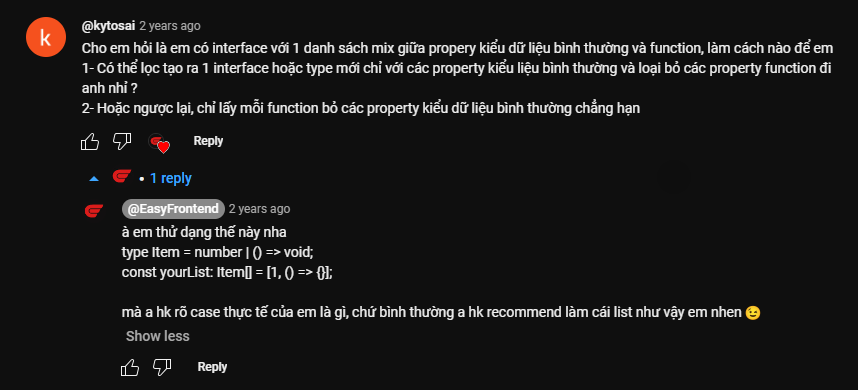 k
@kytosai 2 years ago
Cho em hỏi là em có interface với 1 danh sách mix giữa propery kiểu dữ liệu bình thường và function, làm cách nào để em
1- Có thể lọc tạo ra 1 interface hoặc type mới chỉ với các property kiểu liệu bình thường và loại bỏ các property function đi
anh nhỉ ?
2- Hoặc ngược lại, chỉ lấy mỗi function bỏ các property kiểu dữ liệu bình thường chẳng hạn
Reply
• 1 reply
@EasyFrontend 2 years ago
à em thử dạng thế này nha
type Item = number | () => void;
const yourList: Item[] = [1, () => {}];
mà a hk rõ case thực tế của em là gì, chứ bình thường a hk recommend làm cái list như vậy em nhen 😉
Show less
Reply